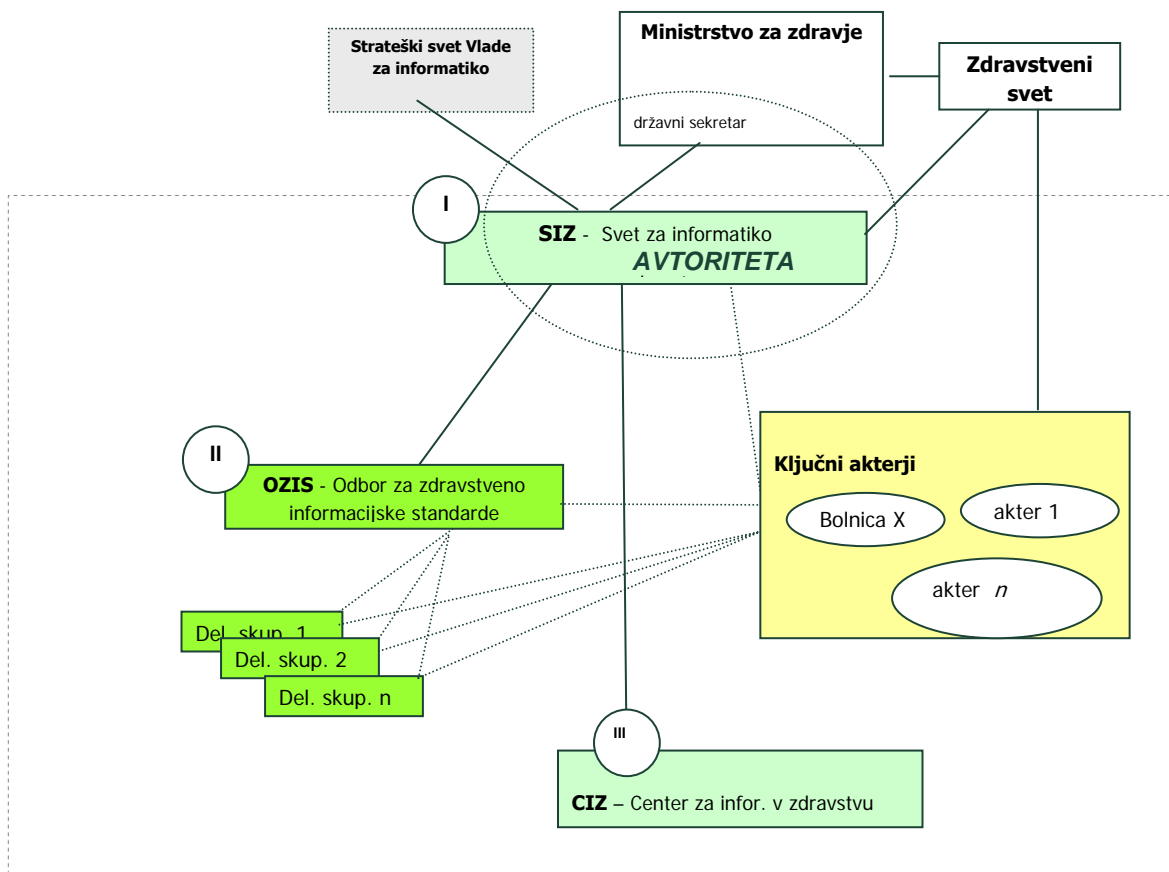 Strateški svet Vlade
za informatiko
Ministrstvo za zdravje
državni sekretar
Zdravstveni
svet
I
SIZ - Svet za informatiko
AVTORITETA
II
OZIS - Odbor za zdravstveno
informacijske standarde
Ključni akterji
Bolnica X
akter 1
akter n
Del. skup. 1
Del. skup. 2
Del. skup. n
III
CIZ – Center za infor. v zdravstvu